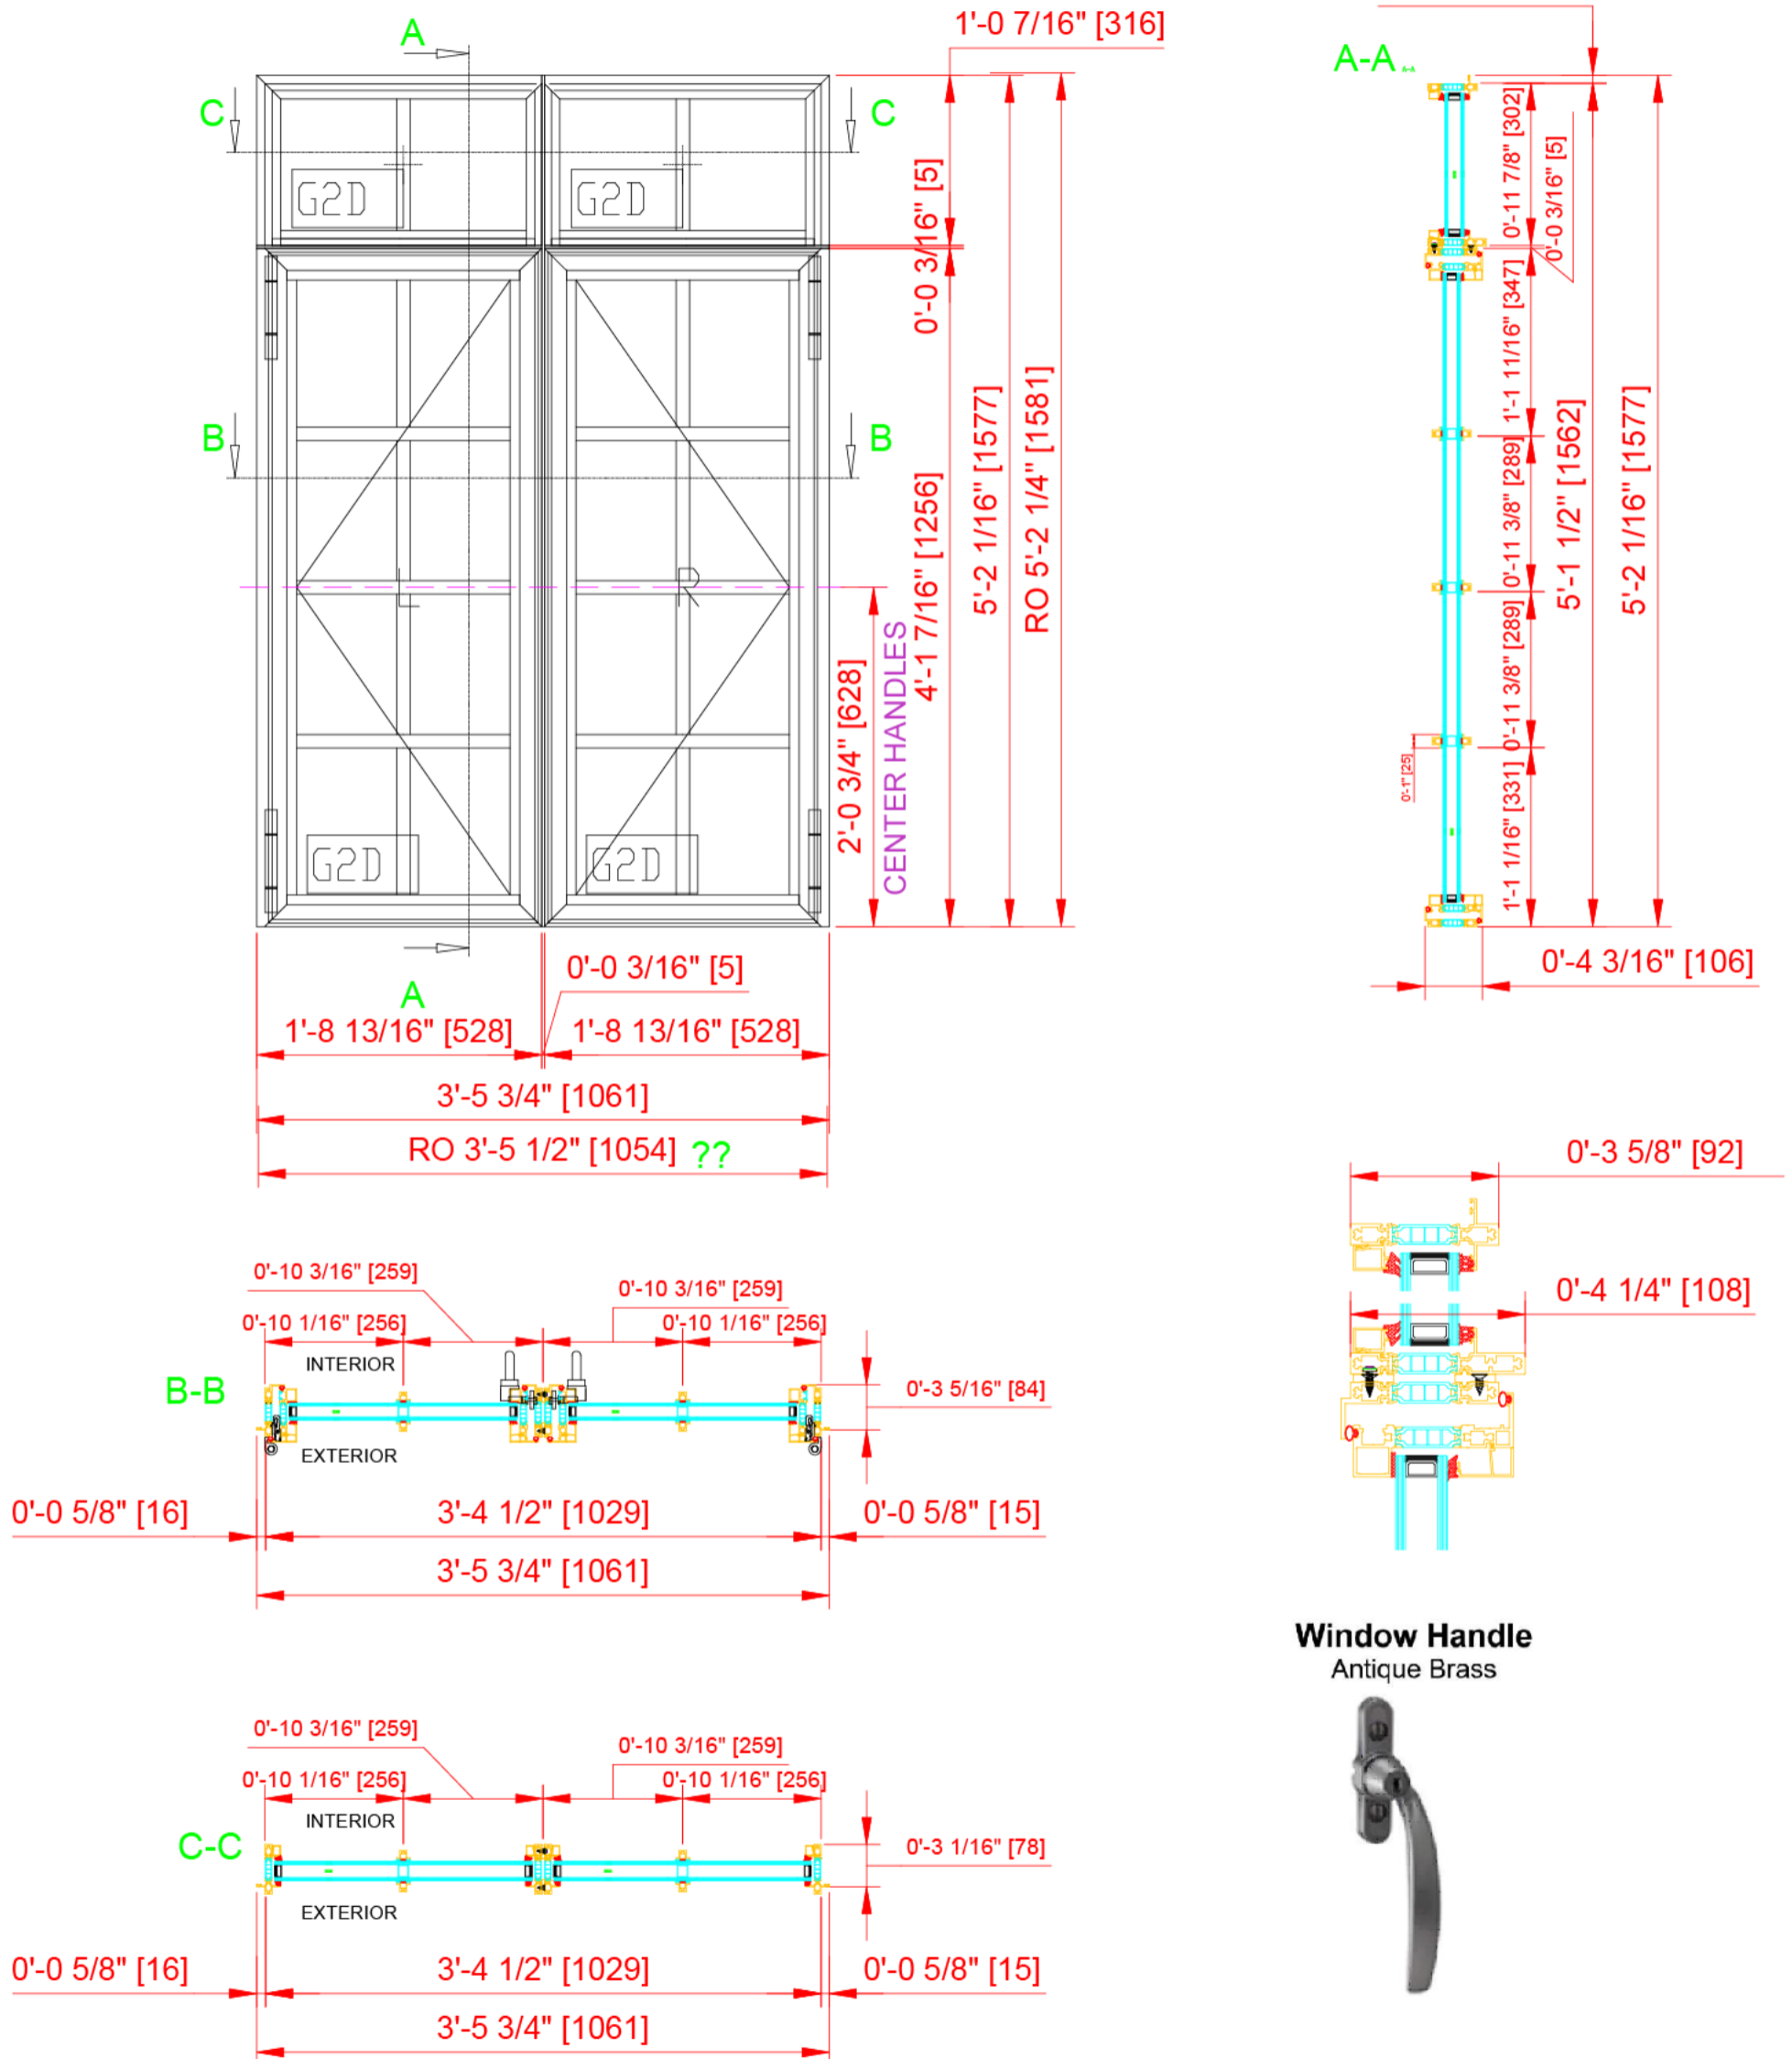 A
1'-0 7/16" [316]
C
C
G2D
G2D
0'-0 3/16" [5]
B
B
L
R
2'-0 3/4" [628]
CENTER HANDLES
4'-1 7/16" [1256]
5'-2 1/16" [1577]
RO 5'-2 1/4" [1581]
G2D
G2D
A
0'-0 3/16" [5]
1'-8 13/16" [528]
1'-8 13/16" [528]
3'-5 3/4" [1061]
RO 3'-5 1/2" [1054] ??
A-A A-A
0'-11 7/8" [302]
0'-0 3/16" [5]
1'-1 11/16" [347]
0'-11 3/8" [289]
0'-11 3/8" [289]
0'-1" [25]
1'-1 1/16" [331]
5'-1 1/2" [1562]
5'-2 1/16" [1577]
0'-4 3/16" [106]
0'-10 3/16" [259]
0'-10 3/16" [259]
0'-10 1/16" [256]
0'-10 1/16" [256]
INTERIOR
B-B
0'-3 5/16" [84]
EXTERIOR
0'-0 5/8" [16]
3'-4 1/2" [1029]
0'-0 5/8" [15]
3'-5 3/4" [1061]
0'-3 5/8" [92]
0'-4 1/4" [108]
Window Handle
Antique Brass
0'-10 3/16" [259]
0'-10 3/16" [259]
0'-10 1/16" [256]
0'-10 1/16" [256]
INTERIOR
C-C
0'-3 1/16" [78]
EXTERIOR
0'-0 5/8" [16]
3'-4 1/2" [1029]
0'-0 5/8" [15]
3'-5 3/4" [1061]